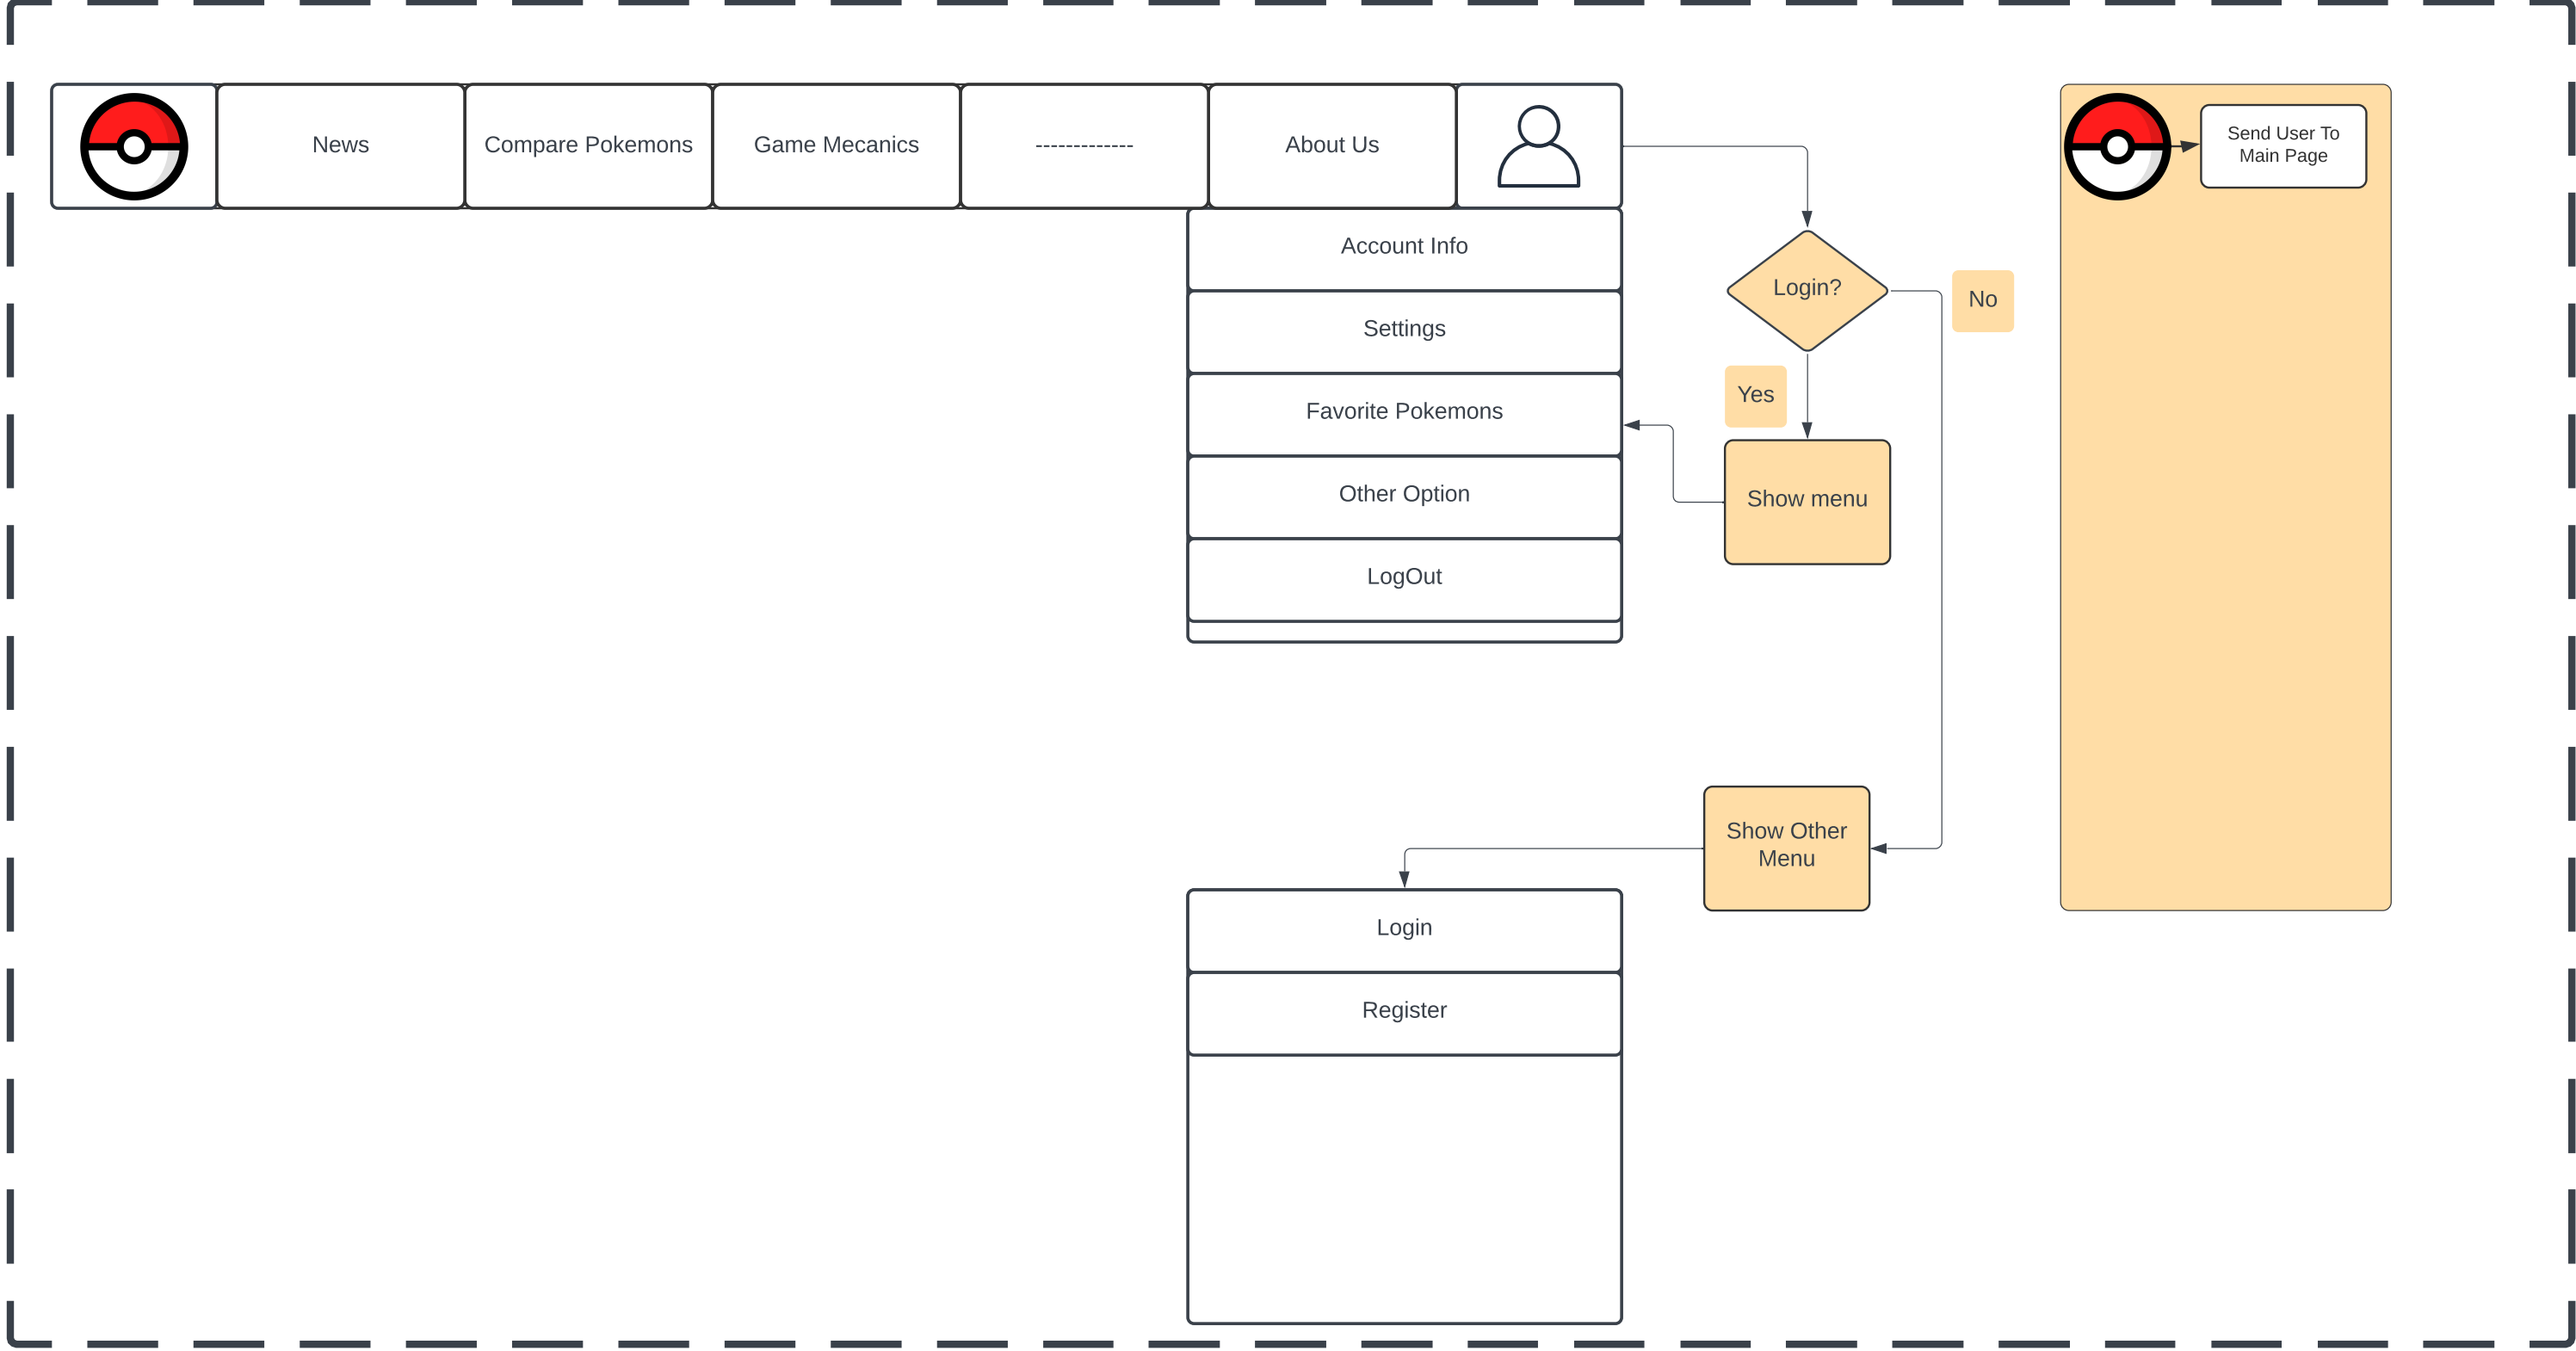 News
Compare Pokemons
Game Mecanics
-------------
About Us
Send User To
Main Page
Account Info
Settings
Favorite Pokemons
Other Option
LogOut
Login?
No
Yes
Show menu
Show Other
Menu
Login
Register